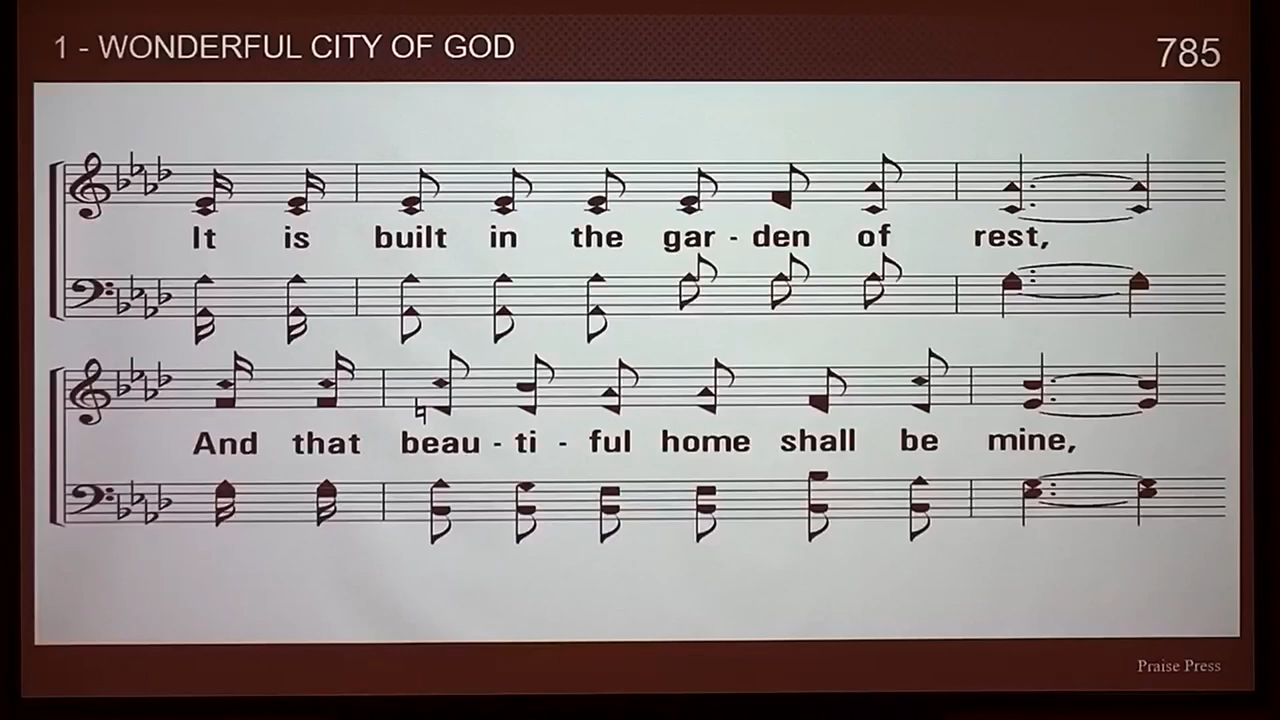 1 - WONDERFUL CITY OF GOD
785
It is built in the gar - den of rest,
And that beau - ti - ful home shall be mine,
Praise Press